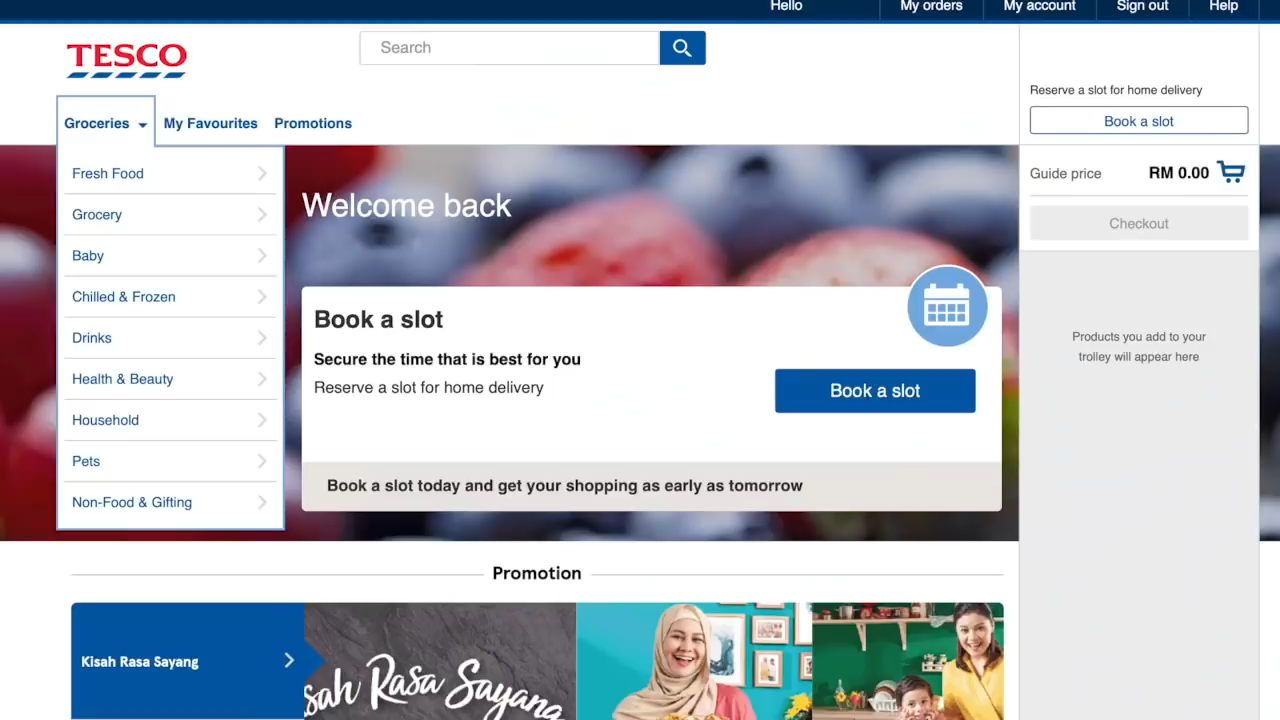 Hello
My orders
My account
Sign out
Help
TESCO
Search
Reserve a slot for home delivery
Book a slot
Groceries
My Favourites
Promotions
Guide price
RM 0.00
Checkout
Fresh Food
Grocery
Baby
Chilled & Frozen
Drinks
Health & Beauty
Household
Pets
Non-Food & Gifting
Welcome back
Book a slot
Secure the time that is best for you
Reserve a slot for home delivery
Book a slot
Book a slot today and get your shopping as early as tomorrow
Products you add to your
trolley will appear here
Promotion
Kisah Rasa Sayang
Rasa Sayang